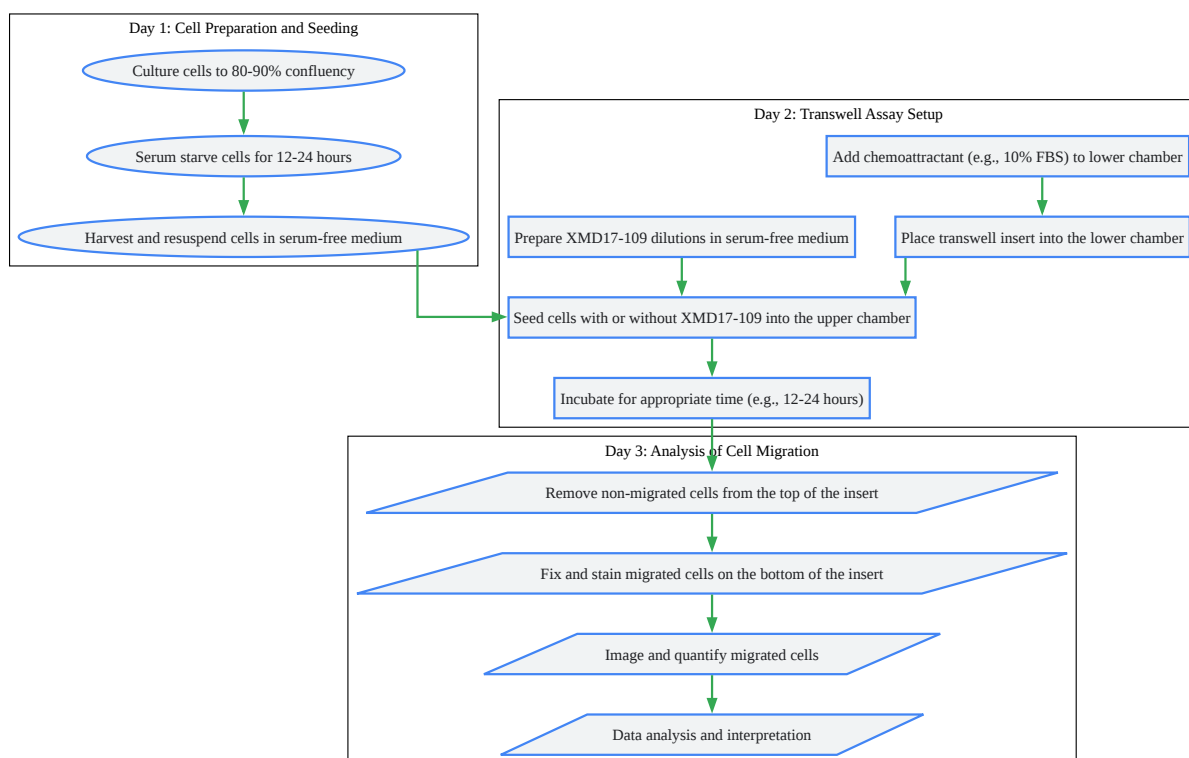 Day 1: Cell Preparation and Seeding
Culture cells to 80-90% confluency
Serum starve cells for 12-24 hours
Harvest and resuspend cells in serum-free medium
Day 2: Transwell Assay Setup
Add chemoattractant (e.g., 10% FBS) to lower chamber
Prepare XMD17-109 dilutions in serum-free medium
Place transwell insert into the lower chamber
Seed cells with or without XMD17-109 into the upper chamber
Incubate for appropriate time (e.g., 12-24 hours)
Day 3: Analysis of Cell Migration
Remove non-migrated cells from the top of the insert
Fix and stain migrated cells on the bottom of the insert
Image and quantify migrated cells
Data analysis and interpretation